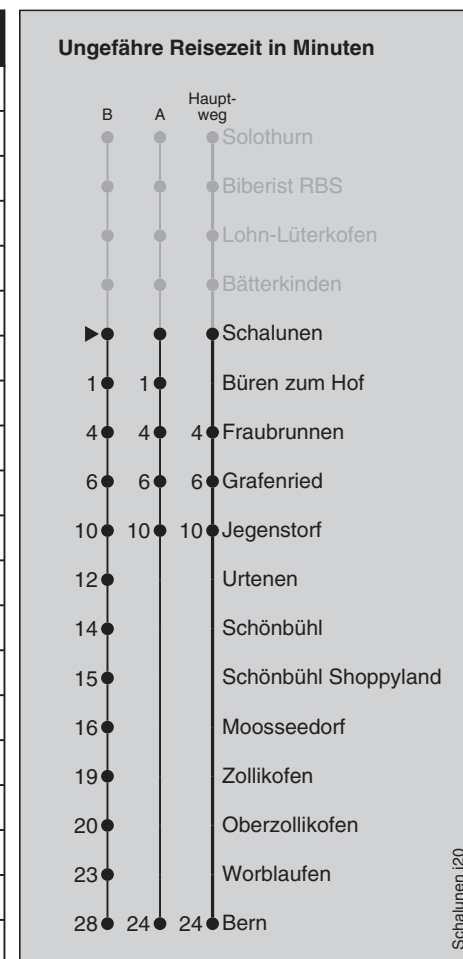 Ungefähre Reisezeit in Minuten
B A Haupt-
weg
Solothurn
Biberist RBS
Lohn-Lüterkofen
Bätterkinden
Schalunen
1 1 Büren zum Hof
4 4 4 Fraubrunnen
6 6 6 Grafenried
10 10 10 Jegenstorf
12 Urtenen
14 Schönbühl
15 Schönbühl Shoppyland
16 Moosseedorf
19 Zollikofen
20 Oberzollikofen
23 Worblaufen
28 24 24 Bern
Schalunen j20